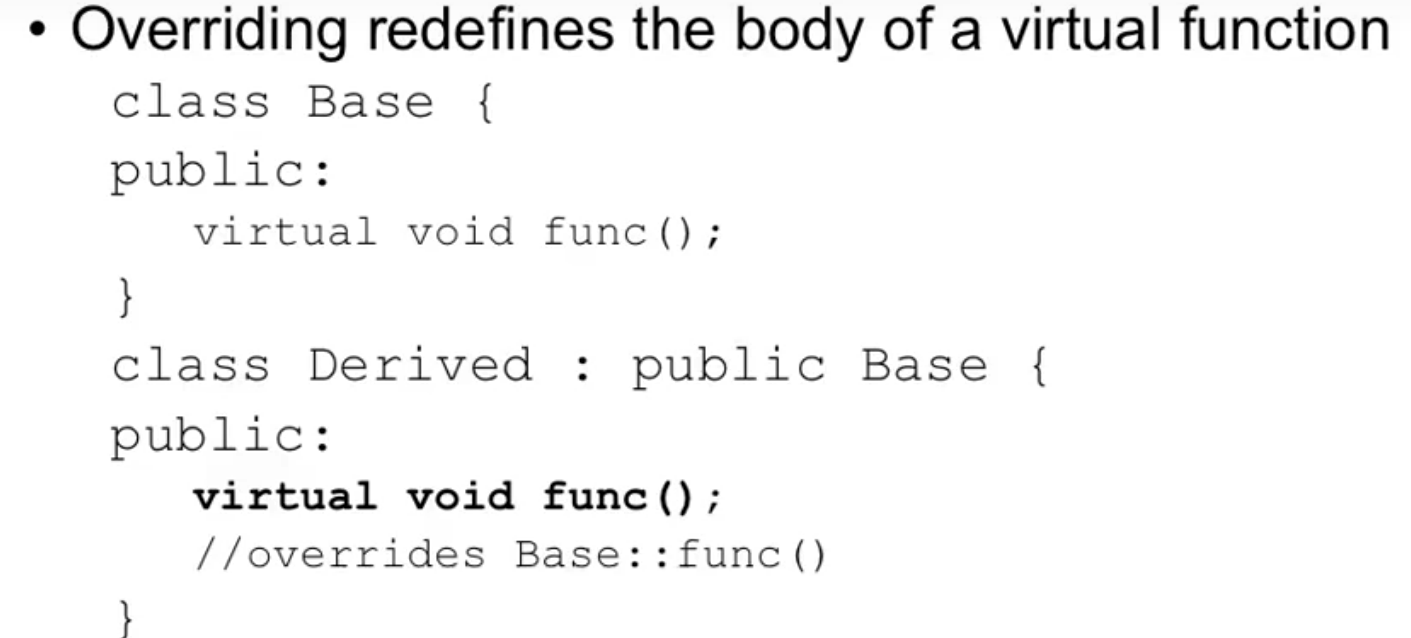 • Overriding redefines the body of a virtual function
class Base {
public:
virtual void func();
}
class Derived : public Base {
public:
virtual void func();
//overrides Base::func()
}